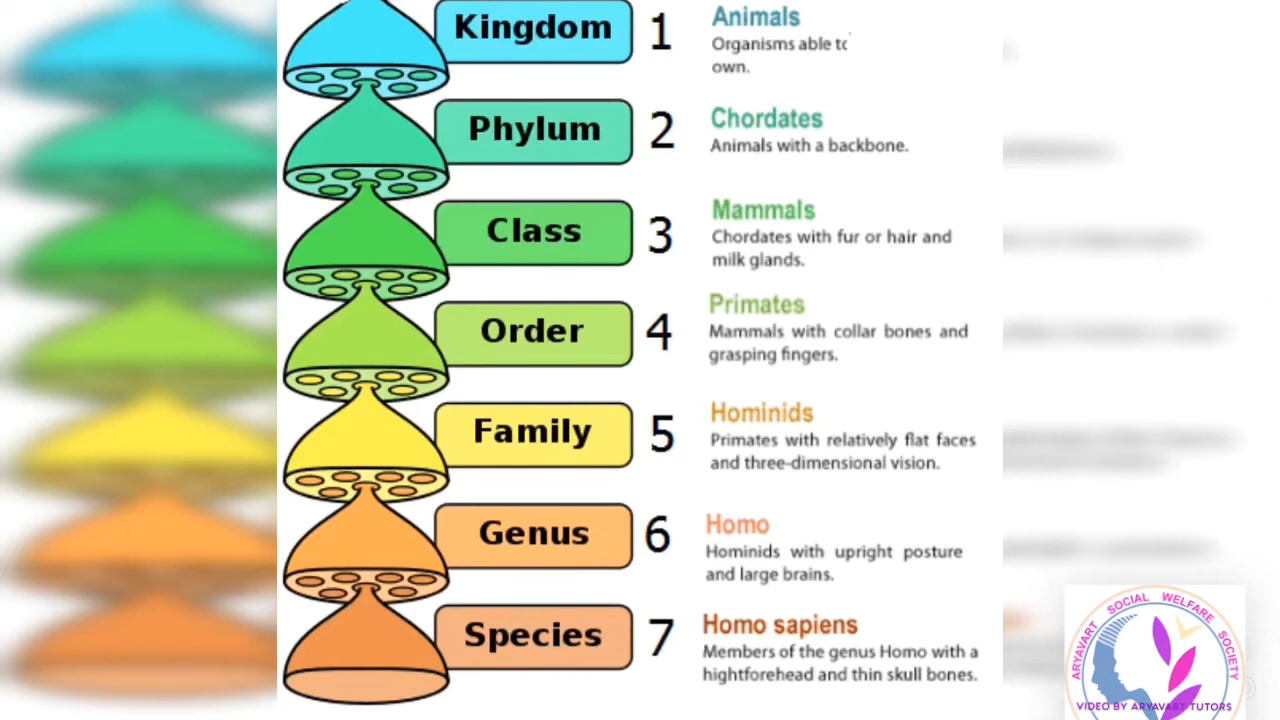 Kingdom 1 Animals
Organisms able to
own.
Phylum 2 Chordates
Animals with a backbone.
Class 3 Mammals
Chordates with fur or hair and
milk glands.
Order 4 Primates
Mammals with collar bones and
grasping fingers.
Family 5 Hominids
Primates with relatively flat faces
and three-dimensional vision.
Genus 6 Homo
Hominids with upright posture
and large brains.
Species 7 Homo sapiens
Members of the genus Homo with a
hightforehead and thin skull bones.
ARYAVART SOCIAL WELFARE SOCIETY
VIDEO BY ARYAVART TUTORS